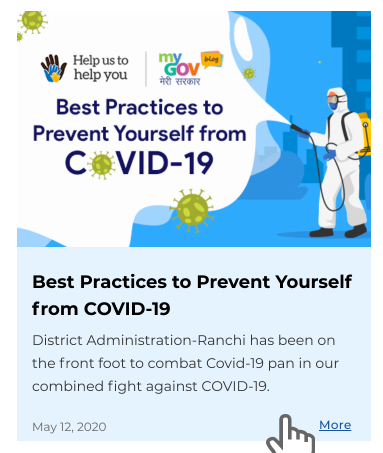 Help us to
help you
my
GOV
blog
मेरी सरकार
Best Practices to
Prevent Yourself from
COVID-19
Best Practices to Prevent Yourself
from COVID-19
District Administration-Ranchi has been on
the front foot to combat Covid-19 pan in our
combined fight against COVID-19.
May 12, 2020
More